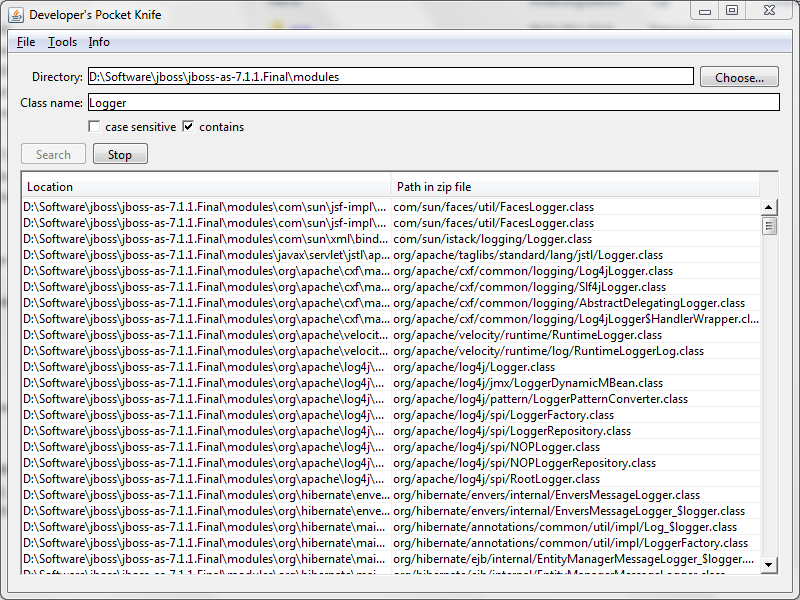 Developer's Pocket Knife
File Tools Info
Directory: D:\Software\jboss\jboss-as-7.1.1.Final\modules Choose...
Class name: Logger
case sensitive contains
Search Stop
Location Path in zip file
D:\Software\jboss\jboss-as-7.1.1.Final\modules\com\sun\jsf-impl\... com/sun/faces/util/FacesLogger.class
D:\Software\jboss\jboss-as-7.1.1.Final\modules\com\sun\jsf-impl\... com/sun/faces/util/FacesLogger.class
D:\Software\jboss\jboss-as-7.1.1.Final\modules\com\sun\xml\bind... com/sun/istack/logging/Logger.class
D:\Software\jboss\jboss-as-7.1.1.Final\modules\javax\servlet\jstl\ap... org/apache/taglibs/standard/lang/jstl/Logger.class
D:\Software\jboss\jboss-as-7.1.1.Final\modules\org\apache\cxf\ma... org/apache/cxf/common/logging/Log4jLogger.class
D:\Software\jboss\jboss-as-7.1.1.Final\modules\org\apache\cxf\ma... org/apache/cxf/common/logging/Slf4jLogger.class
D:\Software\jboss\jboss-as-7.1.1.Final\modules\org\apache\cxf\ma... org/apache/cxf/common/logging/AbstractDelegatingLogger.class
D:\Software\jboss\jboss-as-7.1.1.Final\modules\org\apache\cxf\ma... org/apache/cxf/common/logging/Log4jLogger$HandlerWrapper.cl...
D:\Software\jboss\jboss-as-7.1.1.Final\modules\org\apache\velocit... org/apache/velocity/runtime/RuntimeLogger.class
D:\Software\jboss\jboss-as-7.1.1.Final\modules\org\apache\velocit... org/apache/velocity/runtime/log/RuntimeLoggerLog.class
D:\Software\jboss\jboss-as-7.1.1.Final\modules\org\apache\log4j\... org/apache/log4j/Logger.class
D:\Software\jboss\jboss-as-7.1.1.Final\modules\org\apache\log4j\... org/apache/log4j/jmx/LoggerDynamicMBean.class
D:\Software\jboss\jboss-as-7.1.1.Final\modules\org\apache\log4j\... org/apache/log4j/pattern/LoggerPatternConverter.class
D:\Software\jboss\jboss-as-7.1.1.Final\modules\org\apache\log4j\... org/apache/log4j/spi/LoggerFactory.class
D:\Software\jboss\jboss-as-7.1.1.Final\modules\org\apache\log4j\... org/apache/log4j/spi/LoggerRepository.class
D:\Software\jboss\jboss-as-7.1.1.Final\modules\org\apache\log4j\... org/apache/log4j/spi/NOPLogger.class
D:\Software\jboss\jboss-as-7.1.1.Final\modules\org\apache\log4j\... org/apache/log4j/spi/NOPLoggerRepository.class
D:\Software\jboss\jboss-as-7.1.1.Final\modules\org\apache\log4j\... org/apache/log4j/spi/RootLogger.class
D:\Software\jboss\jboss-as-7.1.1.Final\modules\org\hibernate\enve... org/hibernate/envers/internal/EnversMessageLogger.class
D:\Software\jboss\jboss-as-7.1.1.Final\modules\org\hibernate\enve... org/hibernate/envers/internal/EnversMessageLogger_$logger.class
D:\Software\jboss\jboss-as-7.1.1.Final\modules\org\hibernate\mai... org/hibernate/annotations/common/util/impl/Log_$logger.class
D:\Software\jboss\jboss-as-7.1.1.Final\modules\org\hibernate\mai... org/hibernate/annotations/common/util/impl/LoggerFactory.class
D:\Software\jboss\jboss-as-7.1.1.Final\modules\org\hibernate\mai... org/hibernate/ejb/internal/EntityManagerMessageLogger_$logger....
D:\Software\jboss\jboss-as-7.1.1.Final\modules\org\hibernate\mai... org/hibernate/ejb/internal/EntityManagerMessageLogger.class